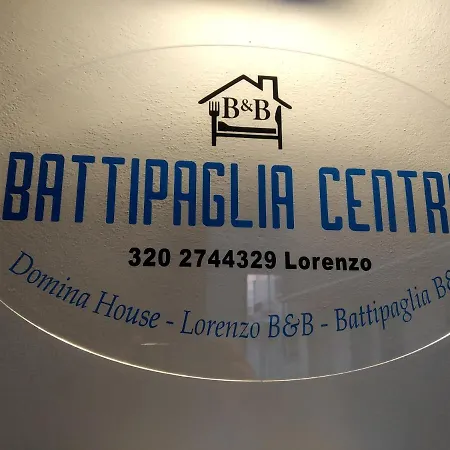 B&B
BATTIPAGLIA CENTR
320 2744329 Lorenzo
Domina House - Lorenzo B&B - Battipaglia B&